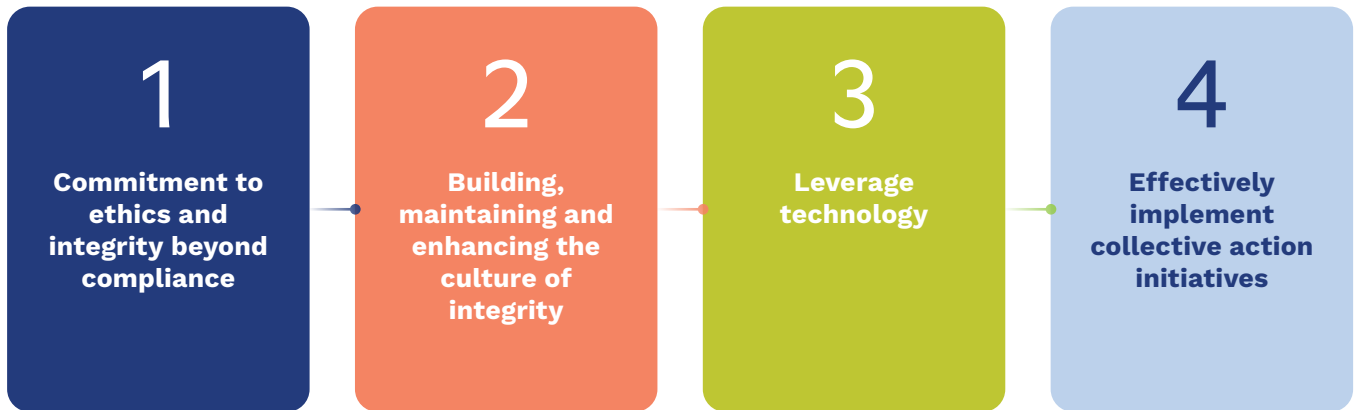 1
Commitment to
ethics and
integrity beyond
compliance
2
Building,
maintaining and
enhancing the
culture of
integrity
3
Leverage
technology
4
Effectively
implement
collective action
initiatives